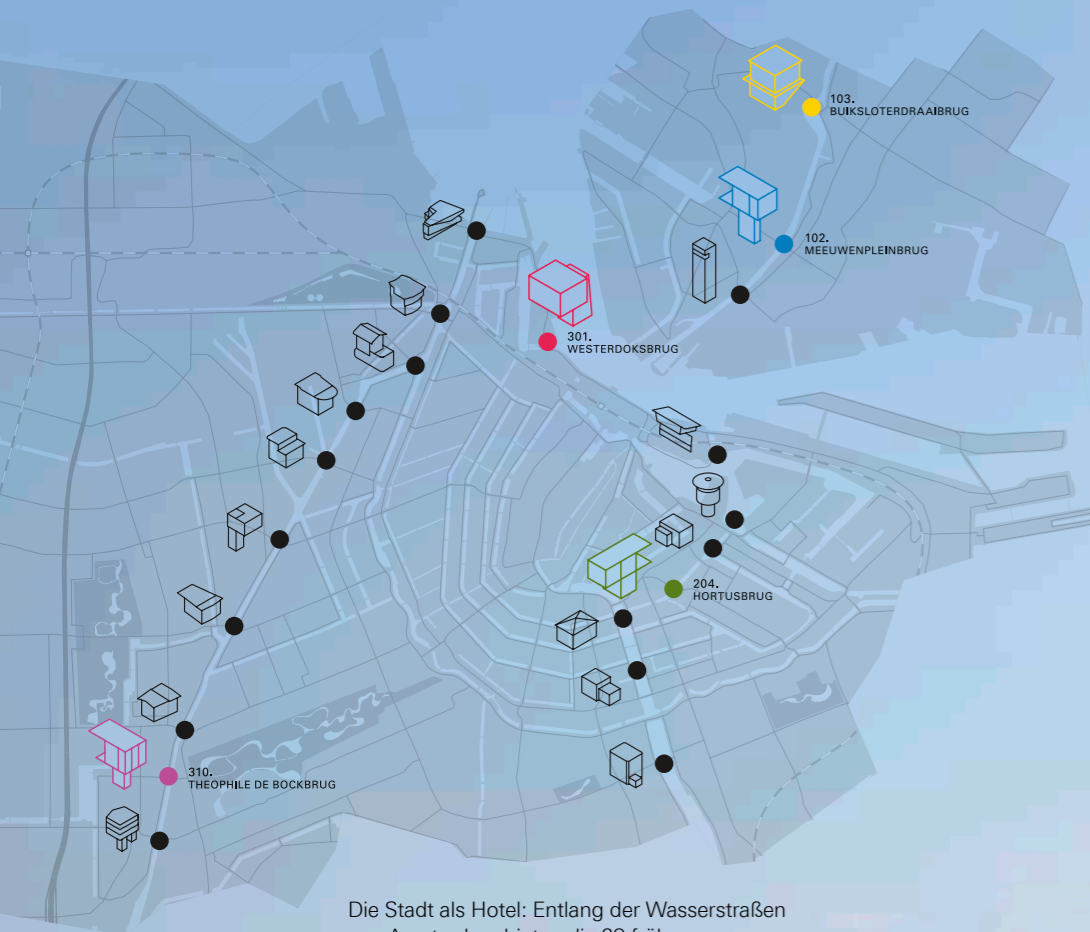 103.
BUIKSLOTERDRAAIBRUG
102.
MEEUWENPLEINBRUG
301.
WESTERDOKSBRUG
204.
HORTUSBRUG
310.
THEOPHILE DE BOCKBRUG
Die Stadt als Hotel: Entlang der Wasserstraßen